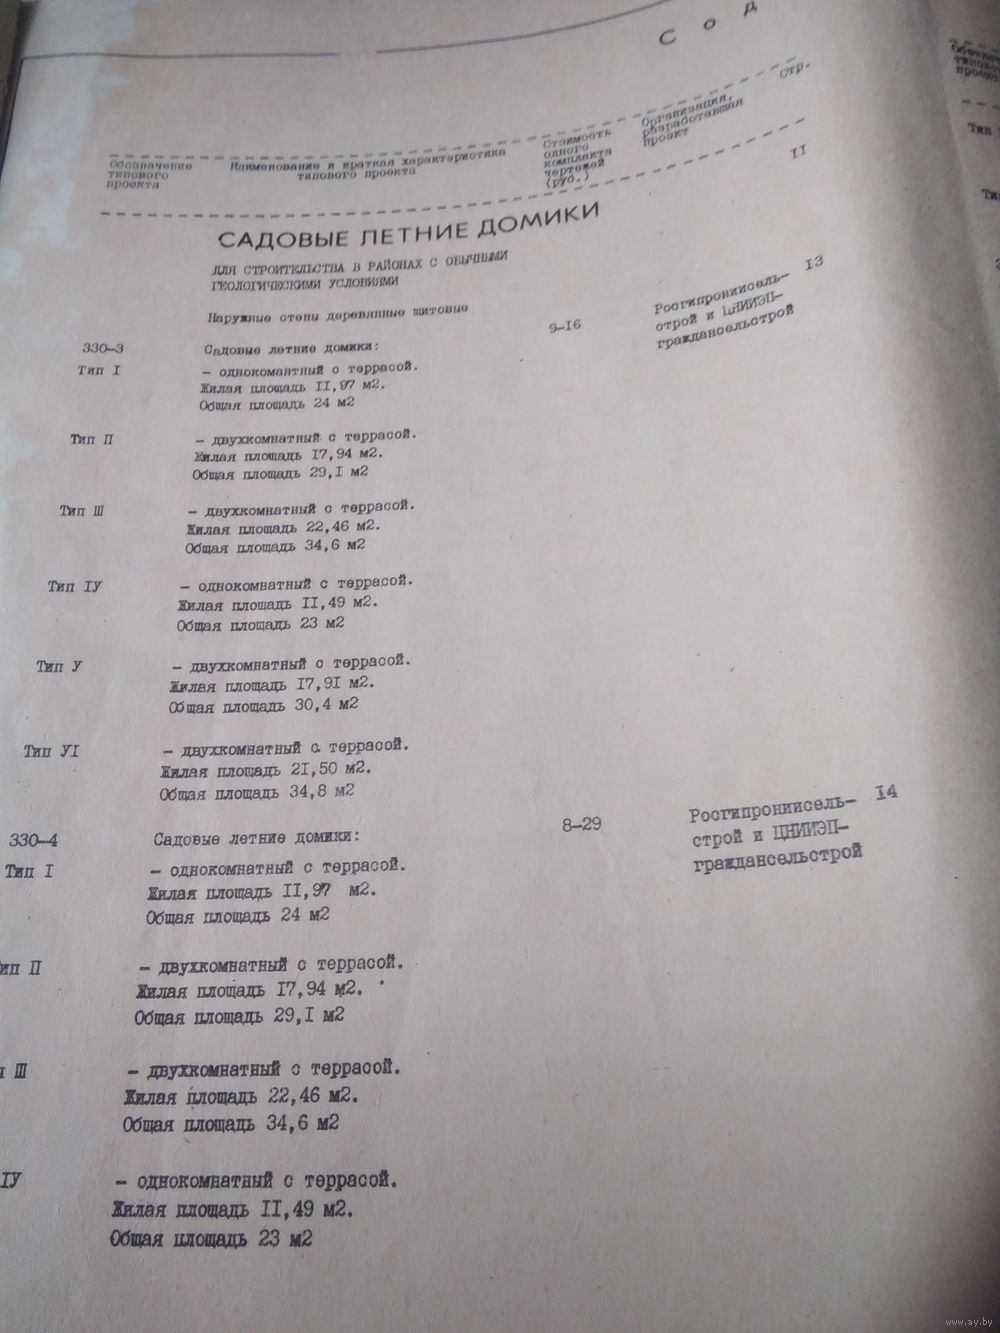 С о д
Обозначение типового проекта
Наименование и краткая характеристика типового проекта
Стоимость одного комплекта чертежей (руб.)
Организация, разработавшая проект
Стр.
САДОВЫЕ ЛЕТНИЕ ДОМИКИ II
ДЛЯ СТРОИТЕЛЬСТВА В РАЙОНАХ С ОБЫЧНЫМИ
ГЕОЛОГИЧЕСКИМИ УСЛОВИЯМИ
Наружные стены деревянные щитовые
330-3 Садовые летние домики: 9-16 Росгипрониисель- 13
строй и ЦНИИЭП-
граждансельстрой
Тип I - однокомантный с террасой.
Жилая площадь II,97 м2.
Общая площадь 24 м2
Тип П - двухкомнатный с террасой.
Жилая площадь I7,94 м2.
Общая площадь 29,I м2
Тип Ш - двухкомнатный с террасой.
Жилая площадь 22,46 м2.
Общая площадь 34,6 м2
Тип IУ - однокомнатный с террасой.
Жилая площадь II,49 м2.
Общая площадь 23 м2
Тип У - двухкомнатный с террасой.
Жилая площадь I7,9I м2.
Общая площадь 30,4 м2
Тип УI - двухкомнатный с террасой.
Жилая площадь 2I,50 м2.
Общая площадь 34,8 м2
330-4 Садовые летние домики: 8-29 Росгипрониисель- I4
строй и ЦНИИЭП-
граждансельстрой
Тип I - однокомнатный с террасой.
Жилая площадь II,97 м2.
Общая площадь 24 м2
ип П - двухкомнатный с террасой.
Жилая площадь I7,94 м2.
Общая площадь 29,I м2
Ш - двухкомнатный с террасой.
Жилая площадь 22,46 м2.
Общая площадь 34,6 м2
IУ - однокомнатный с террасой.
Жилая площадь II,49 м2.
Общая площадь 23 м2
Тип
www.ay.by